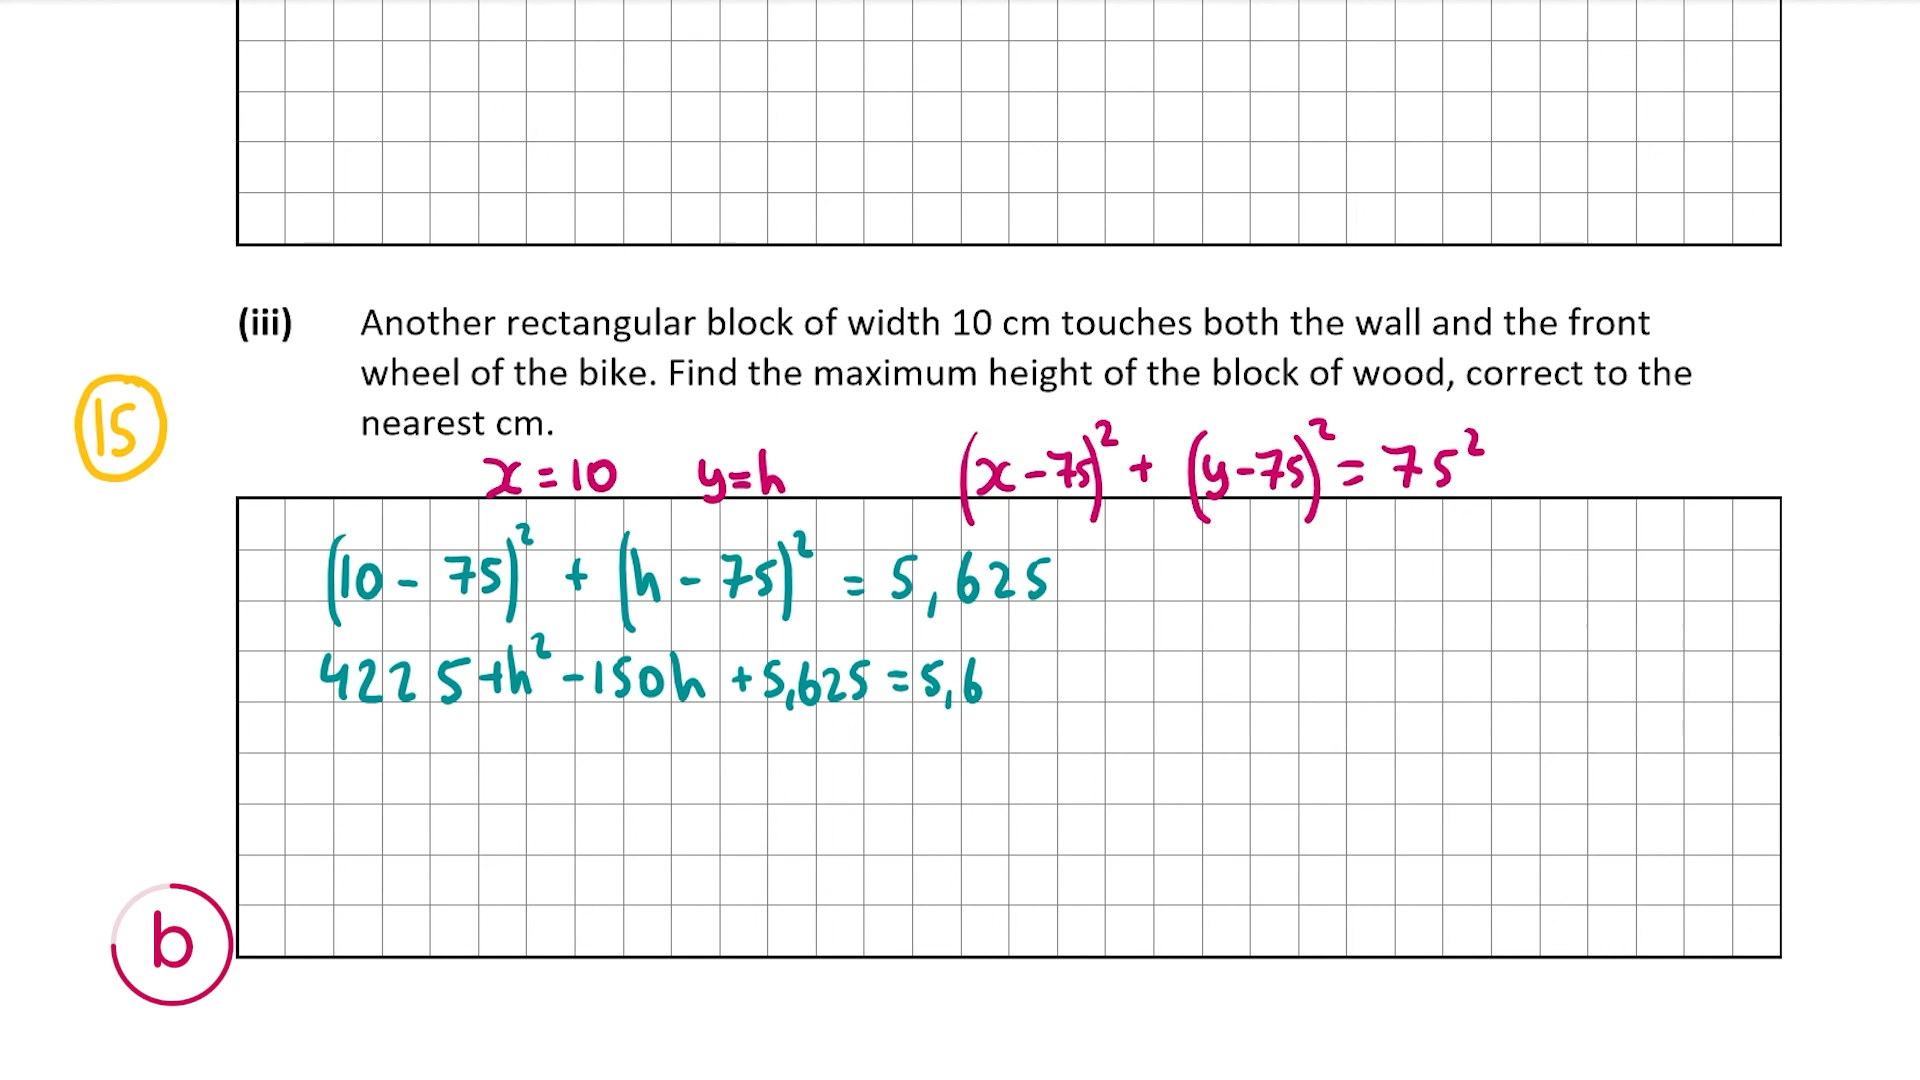 (iii) Another rectangular block of width 10 cm touches both the wall and the front
wheel of the bike. Find the maximum height of the block of wood, correct to the
nearest cm.
15
x = 10 y = h (x - 75)² + (y - 75)² = 75²
(10 - 75)² + (h - 75)² = 5,625
4225 + h² - 150h + 5,625 = 5,6
b